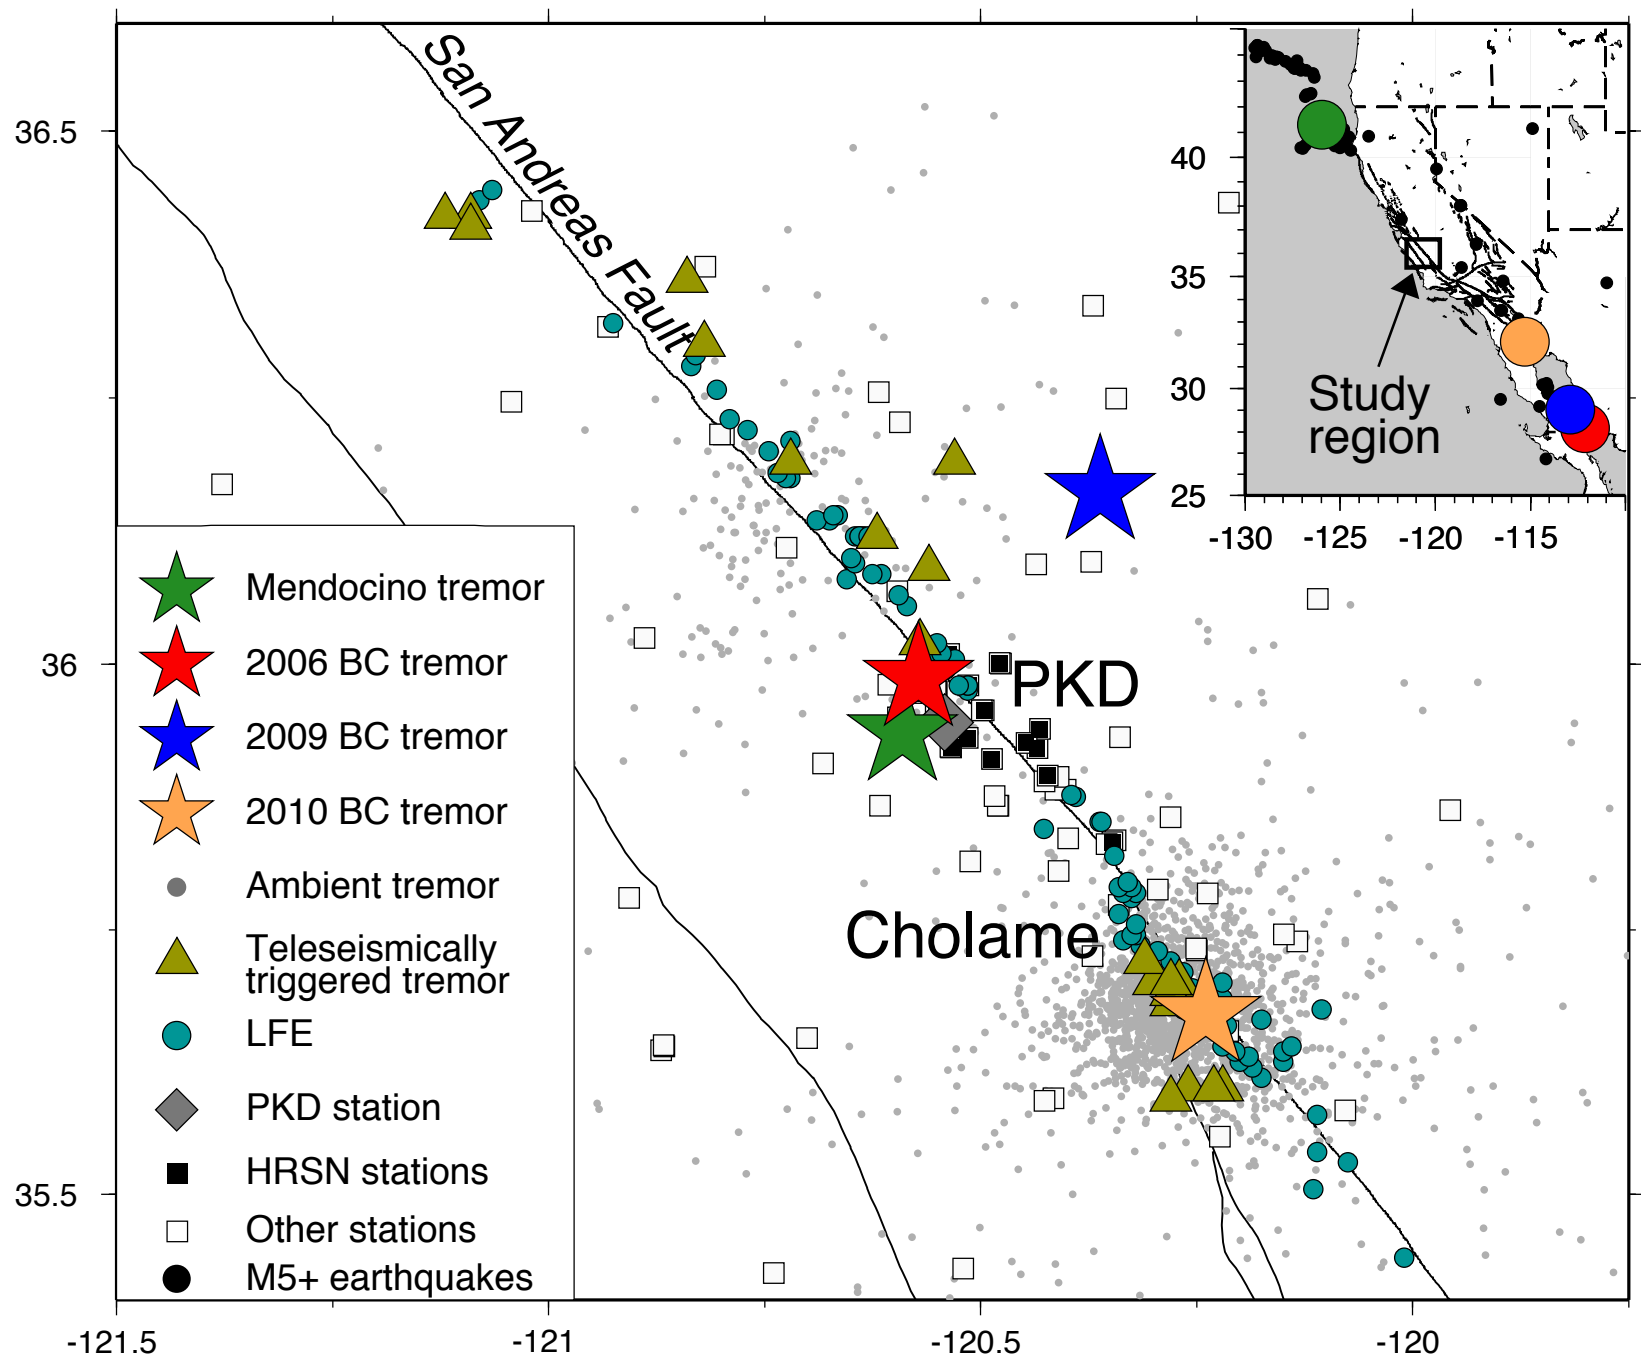 San Andreas Fault
PKD
Cholame
36.5
36
35.5
-121.5
-121
-120.5
-120
Mendocino tremor
2006 BC tremor
2009 BC tremor
2010 BC tremor
Ambient tremor
Teleseismically
triggered tremor
LFE
PKD station
HRSN stations
Other stations
M5+ earthquakes
40
35
30
25
-130
-125
-120
-115
Study
region